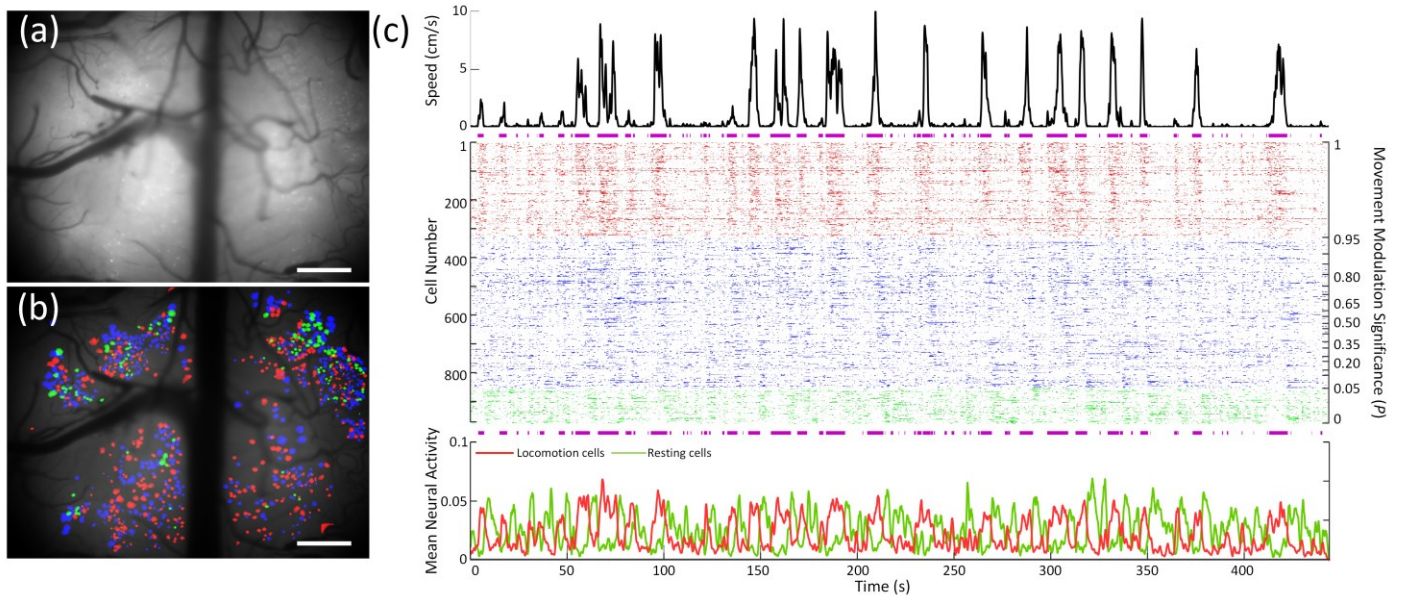 (a)
(b)
(c)
Speed (cm/s)
10
5
0
Cell Number
1
200
400
600
800
1
0.95
0.80
0.65
0.50
0.35
0.20
0.05
0
Movement Modulation Significance (P)
Mean Neural Activity
0.1
0.05
0
Locomotion cells
Resting cells
0 50 100 150 200 250 300 350 400
Time (s)